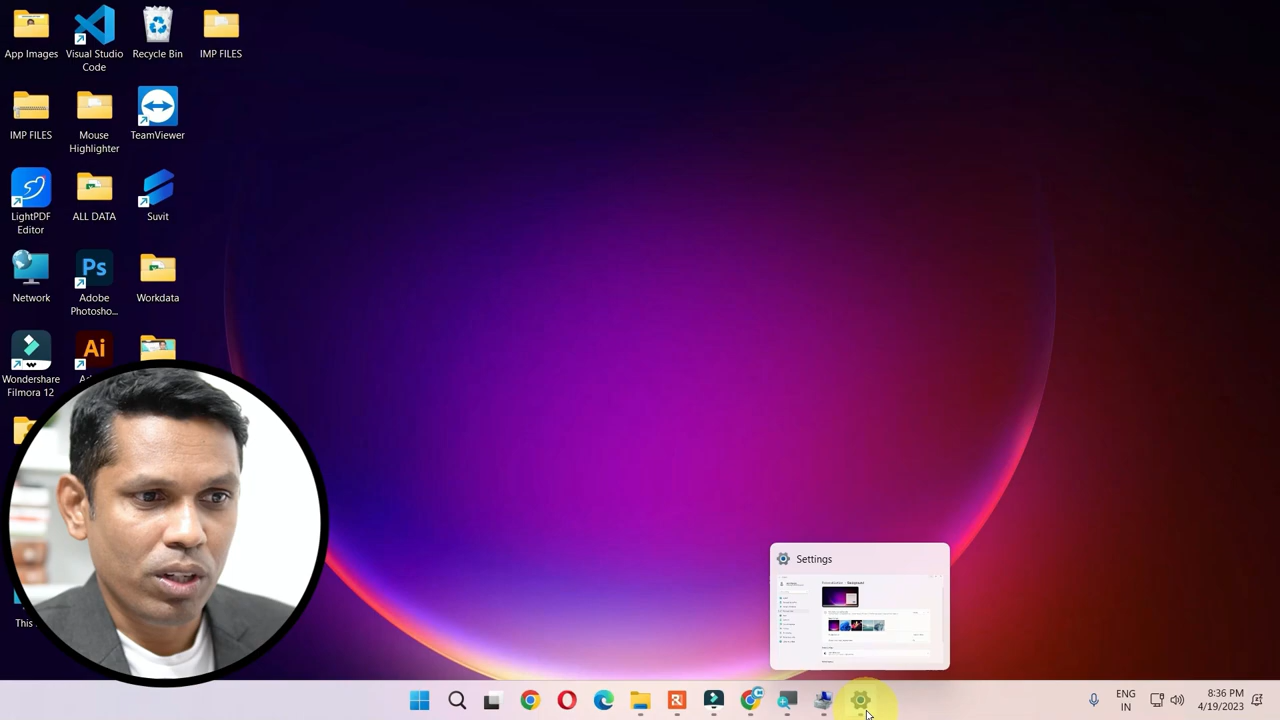 App Images
Visual Studio
Code
Recycle Bin
IMP FILES
IMP FILES
Mouse
Highlighter
TeamViewer
LightPDF
Editor
ALL DATA
Suvit
Network
Ps
Adobe
Photosho...
Workdata
Wondershare
Filmora 12
Ai
This
Settings
ENG
IN
8:36 PM
4/19/2023